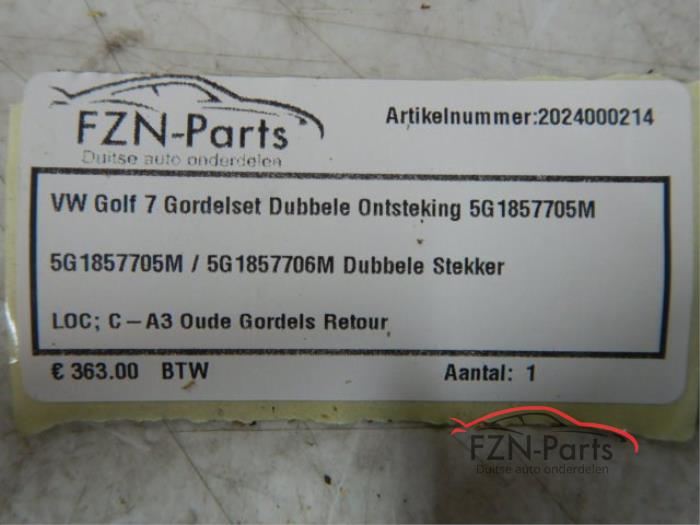 FZN-Parts
Duitse auto onderdelen
Artikelnummer:2024000214
VW Golf 7 Gordelset Dubbele Ontsteking 5G1857705M
5G1857705M / 5G1857706M Dubbele Stekker
LOC; C-A3 Oude Gordels Retour
€ 363.00 BTW
Aantal: 1
FZN-Parts
Duitse auto onderdelen